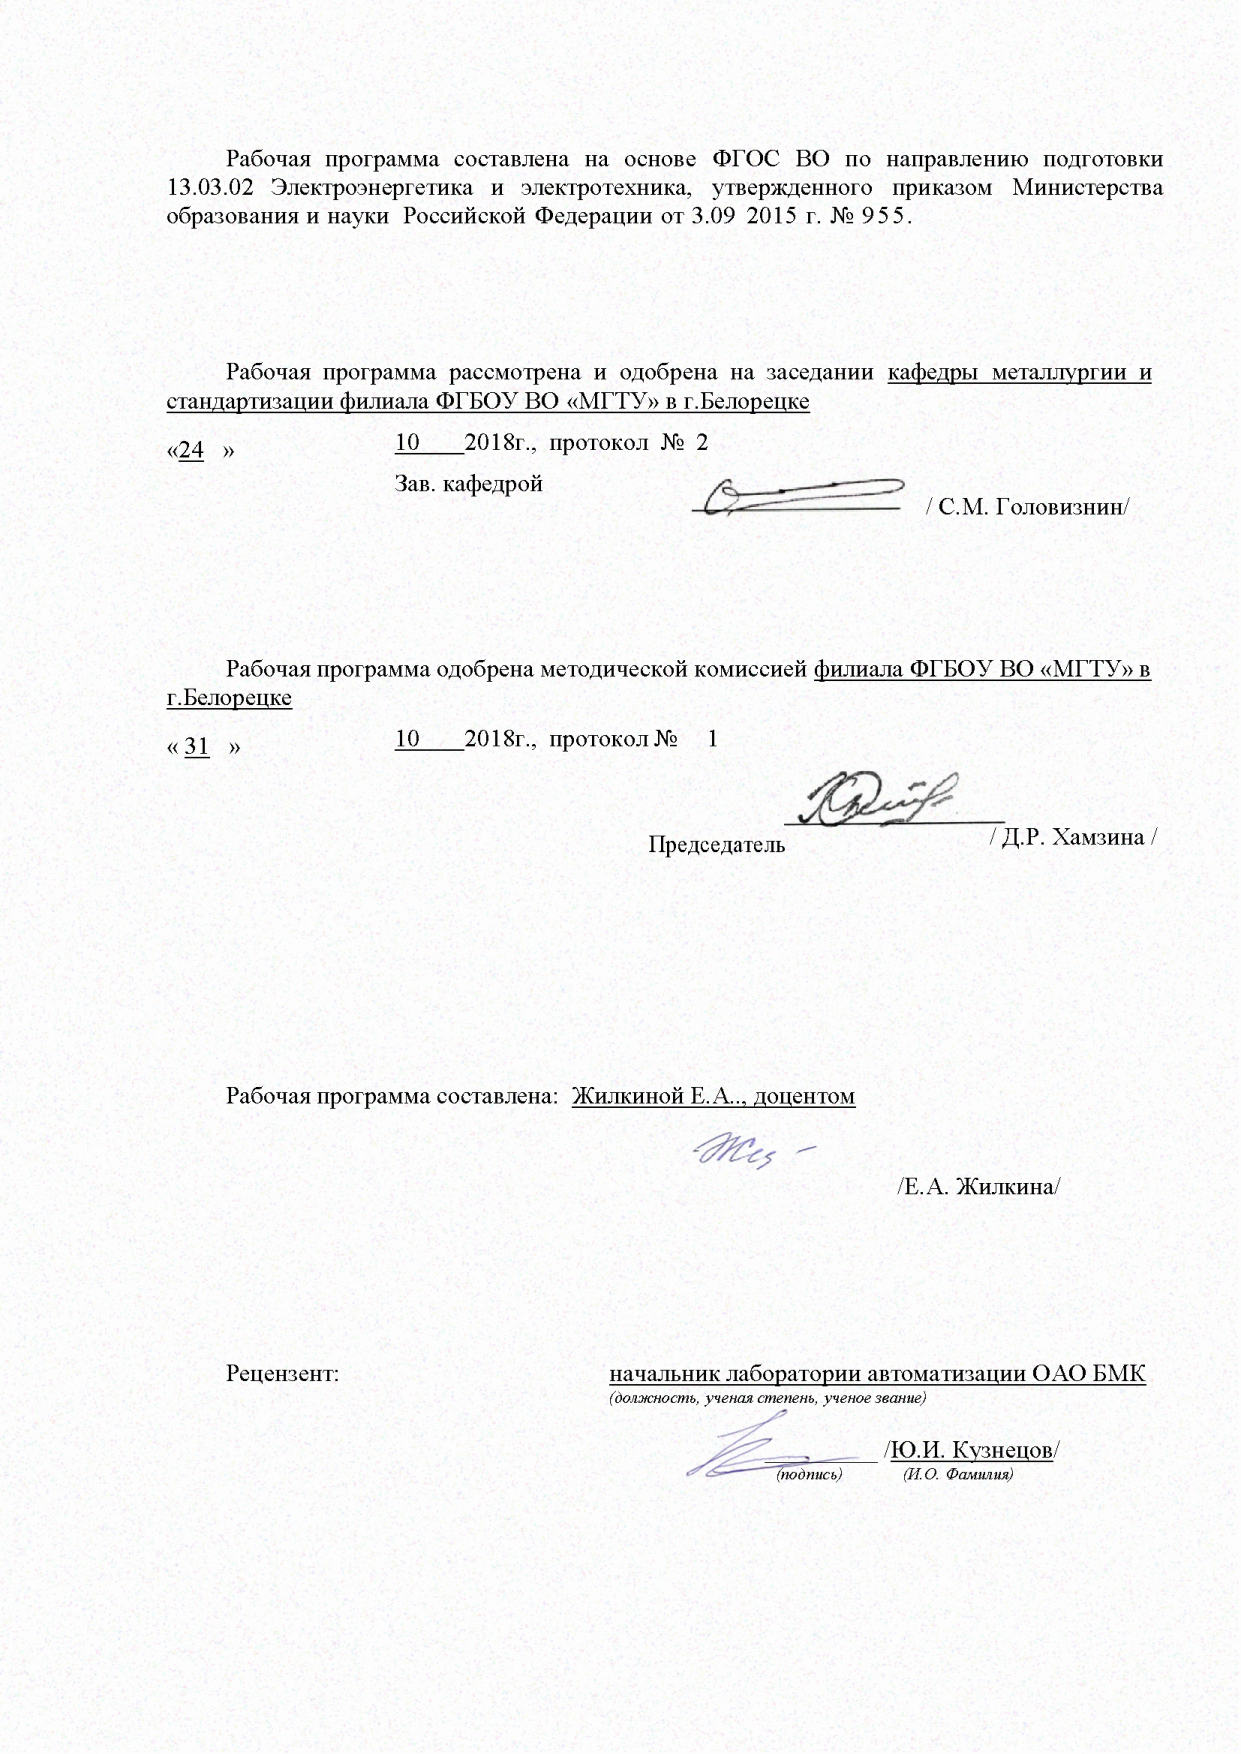 Рабочая программа составлена на основе ФГОС ВО по направлению подготовки
13.03.02 Электроэнергетика и электротехника, утвержденного приказом Министерства
образования и науки Российской Федерации от 3.09 2015 г. № 955.
Рабочая программа рассмотрена и одобрена на заседании кафедры металлургии и
стандартизации филиала ФГБОУ ВО «МГТУ» в г.Белорецке
«24 » 10 2018г., протокол № 2
Зав. кафедрой / С.М. Головизнин/
Рабочая программа одобрена методической комиссией филиала ФГБОУ ВО «МГТУ» в
г.Белорецке
« 31 » 10 2018г., протокол № 1
Председатель / Д.Р. Хамзина /
Рабочая программа составлена: Жилкиной Е.А.., доцентом
/Е.А. Жилкина/
Рецензент: начальник лаборатории автоматизации ОАО БМК
(должность, ученая степень, ученое звание)
/Ю.И. Кузнецов/
(подпись) (И.О. Фамилия)